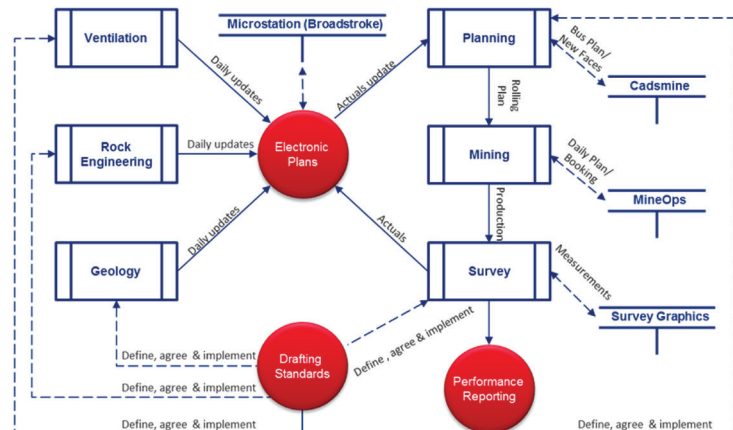 Microstation (Broadstroke)
Ventilation
Planning
Bus Plan/
New Faces
Cadsmine
Daily updates
Actuals update
Rolling
Plan
Rock
Engineering
Daily updates
Electronic
Plans
Mining
Daily Plan/
Booking
MineOps
Daily updates
Actuals
Production
Geology
Survey
Measurements
Survey Graphics
Define, agree & implement
Drafting
Standards
Define , agree & implement
Performance
Reporting
Define, agree & implement
Define, agree & implement
Define, agree & implement